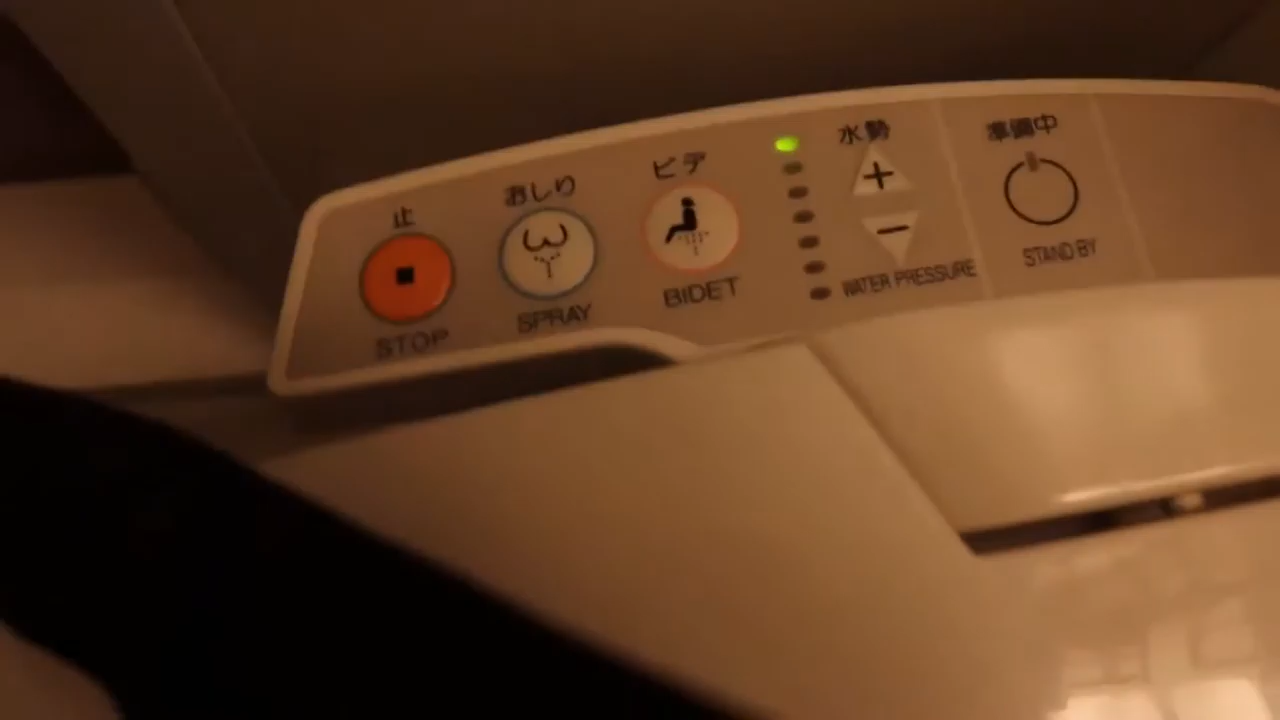 止
STOP
おしり
SPRAY
ビデ
BIDET
水勢
+
−
WATER PRESSURE
準備中
STAND BY